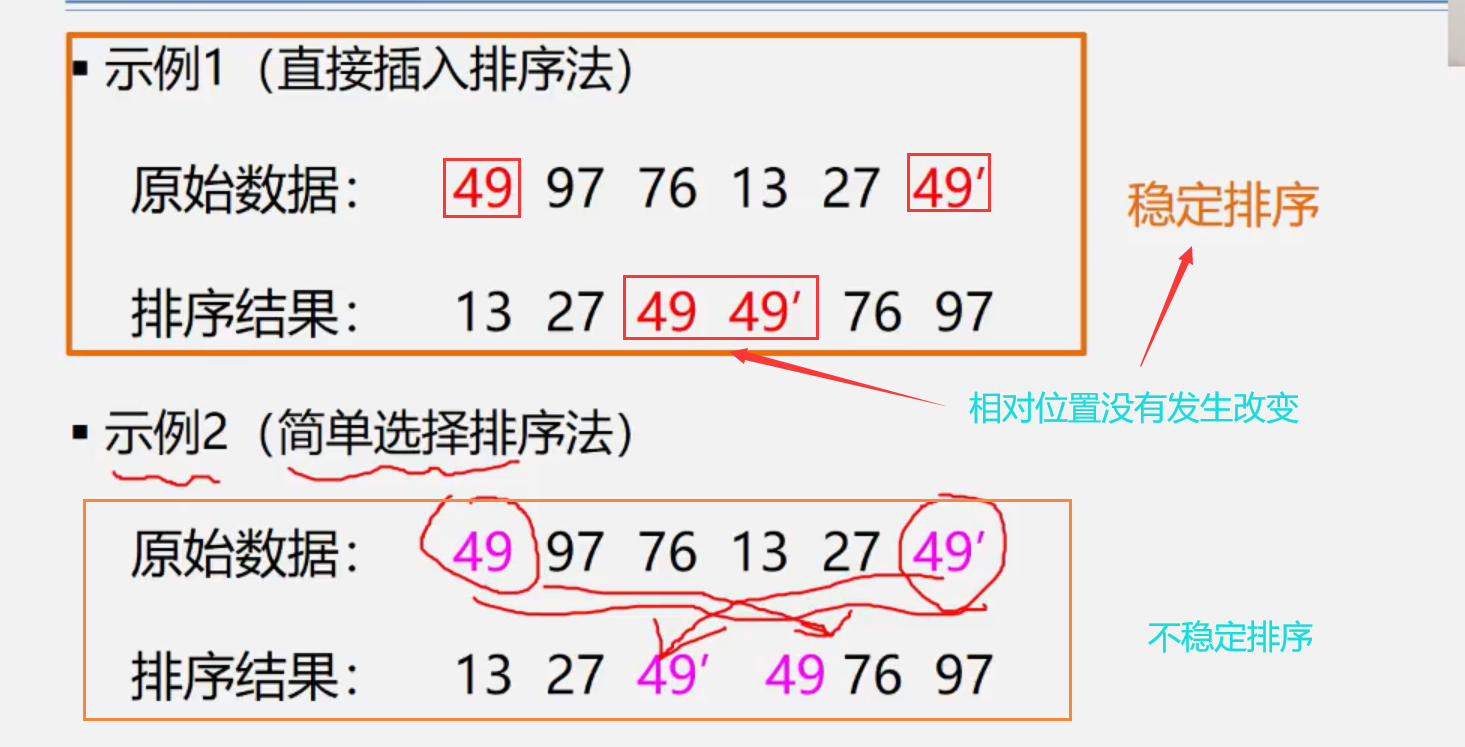 ▪ 示例1（直接插入排序法）
原始数据： 49 97 76 13 27 49′
稳定排序
排序结果： 13 27 49 49′ 76 97
相对位置没有发生改变
▪ 示例2（简单选择排序法）
原始数据： 49 97 76 13 27 49′
不稳定排序
排序结果： 13 27 49′ 49 76 97